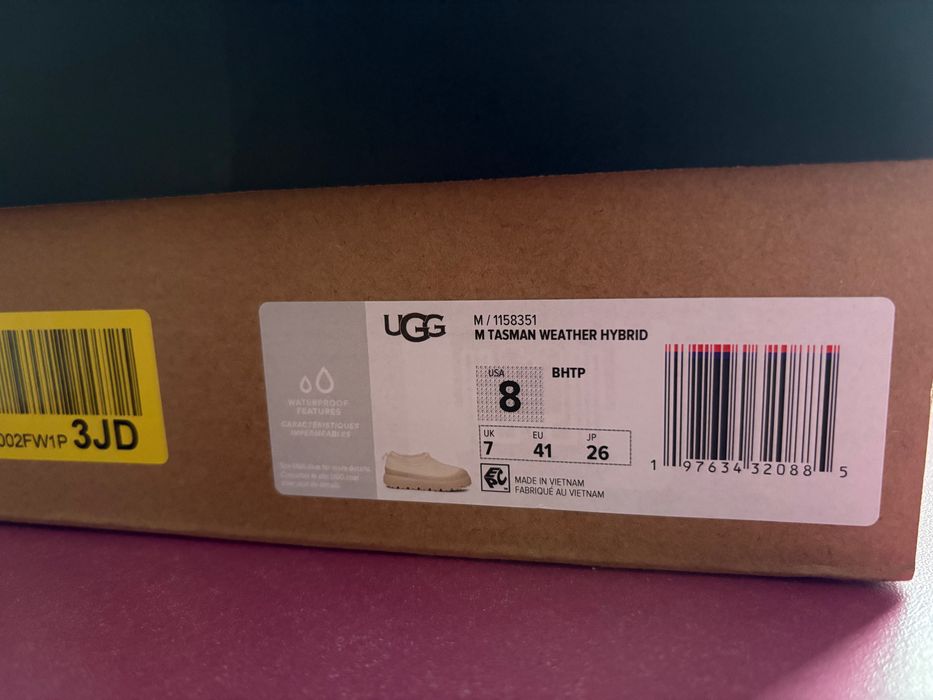 002FW1P 3JD
WATERPROOF
FEATURES
CARACTÉRISTIQUES
IMPERMÉABLES
UGG
M / 1158351
M TASMAN WEATHER HYBRID
USA
8
BHTP
UK EU JP
7 41 26
MADE IN VIETNAM
FABRIQUÉ AU VIETNAM
1 97634 32088 5